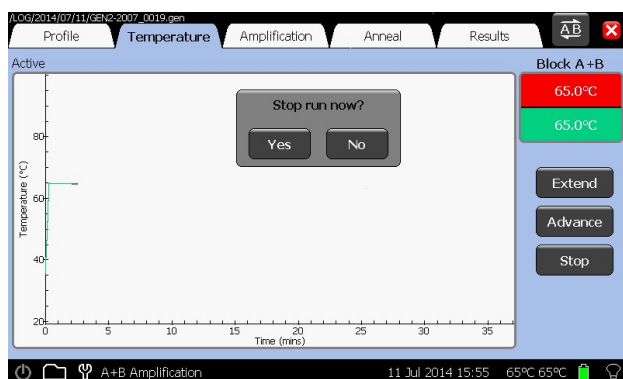 /LOG/2014/07/11/GEN2-2007_0019.gen
Profile Temperature Amplification Anneal Results AB
Active Block A+B
65.0°C
65.0°C
Stop run now?
Yes No
Extend
Advance
Stop
Temperature (°C)
80
60
40
20
0 5 10 15 20 25 30 35
Time (mins)
A+B Amplification 11 Jul 2014 15:55 65°C 65°C